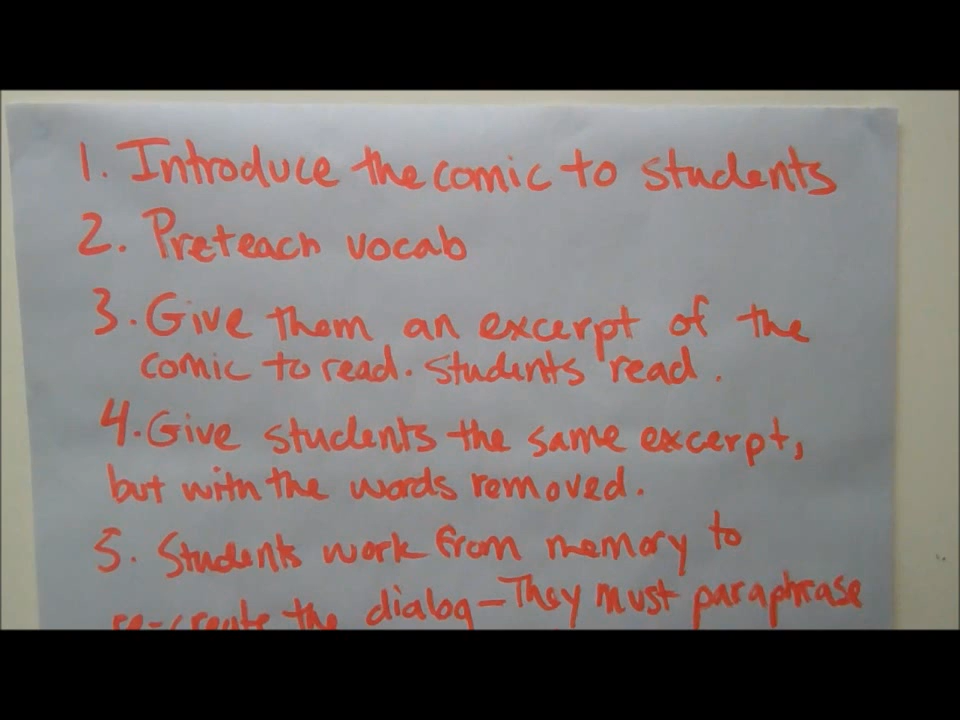 1. Introduce the comic to students
2. Preteach vocab
3. Give them an excerpt of the
comic to read. Students read.
4. Give students the same excerpt,
but with the words removed.
5. Students work from memory to
re-create the dialog - They must paraphrase